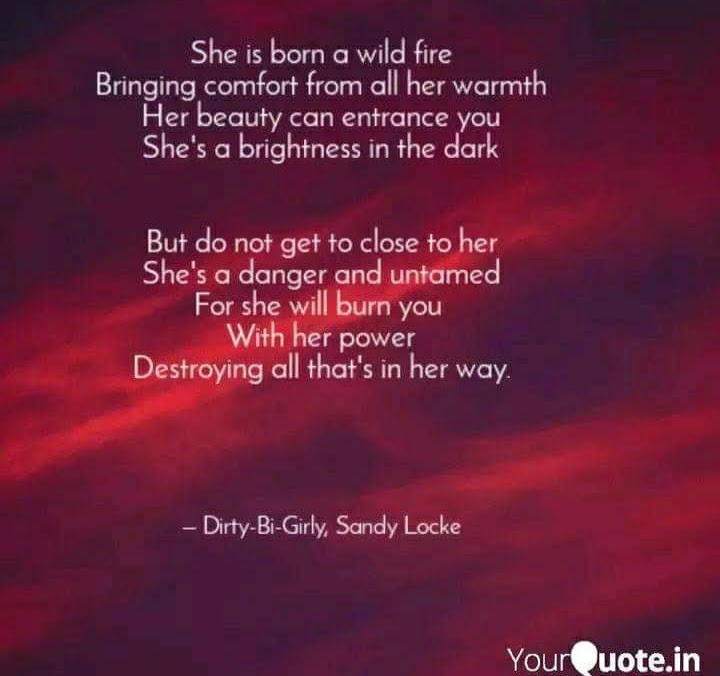 She is born a wild fire
Bringing comfort from all her warmth
Her beauty can entrance you
She's a brightness in the dark
But do not get to close to her
She's a danger and untamed
For she will burn you
With her power
Destroying all that's in her way.
– Dirty-Bi-Girly, Sandy Locke
YourQuote.in